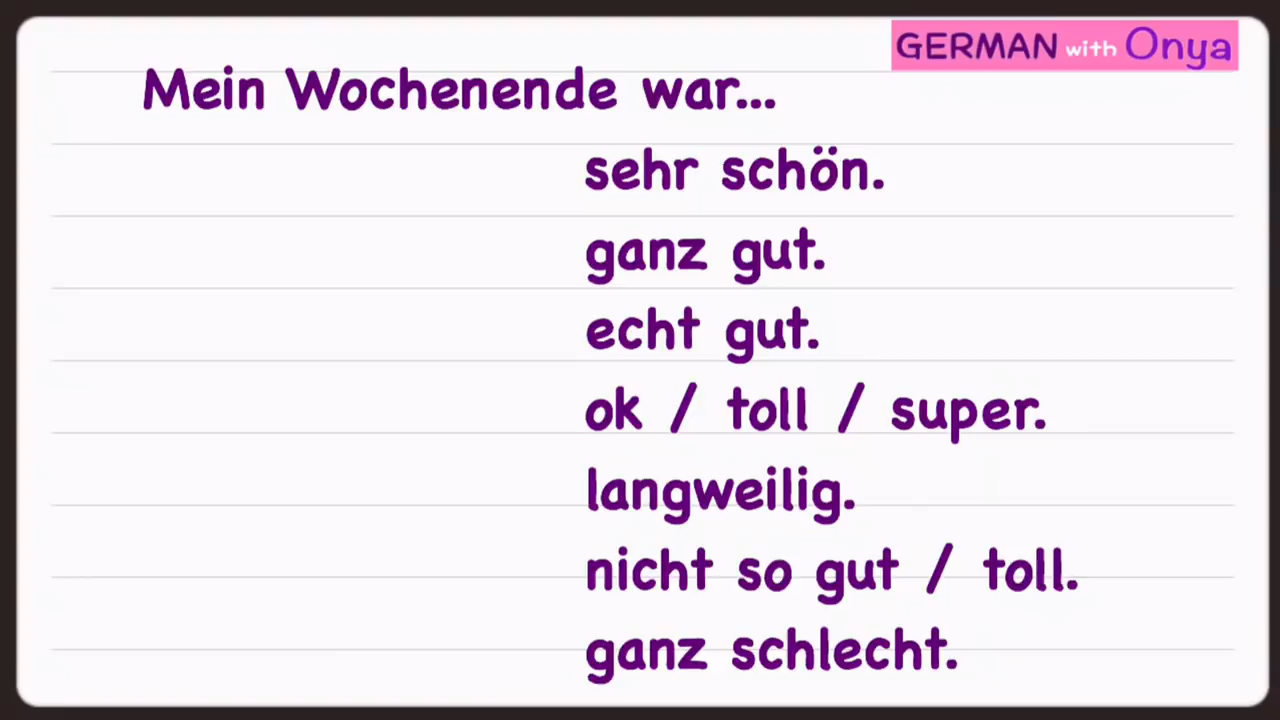 GERMAN with Onya
Mein Wochenende war...
sehr schön.
ganz gut.
echt gut.
ok / toll / super.
langweilig.
nicht so gut / toll.
ganz schlecht.